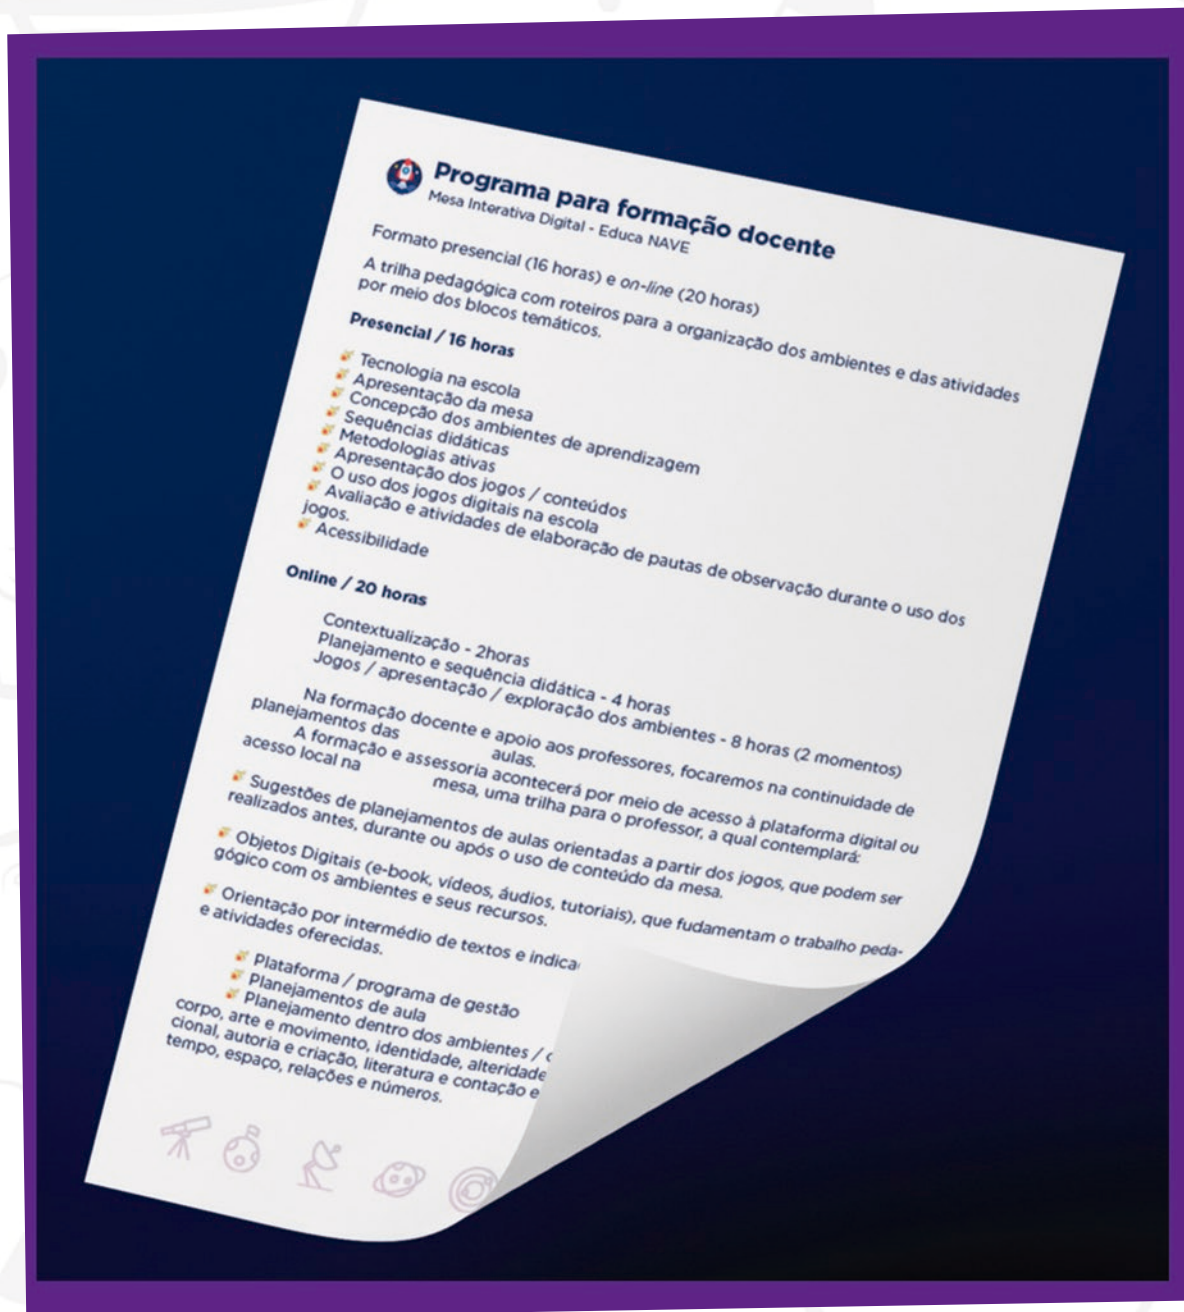 Programa para formação docente
Mesa Interativa Digital - Educa NAVE
Formato presencial (16 horas) e on-line (20 horas)
A trilha pedagógica com roteiros para a organização dos ambientes e das atividades
por meio dos blocos temáticos.
Presencial / 16 horas
Tecnologia na escola
Apresentação da mesa
Concepção dos ambientes de aprendizagem
Sequências didáticas
Metodologias ativas
Apresentação dos jogos / conteúdos
O uso dos jogos digitais na escola
Avaliação e atividades de elaboração de pautas de observação durante o uso dos
jogos.
Acessibilidade
Online / 20 horas
Contextualização - 2horas
Planejamento e sequência didática - 4 horas
Jogos / apresentação / exploração dos ambientes - 8 horas (2 momentos)
Na formação docente e apoio aos professores, focaremos na continuidade de
planejamentos das aulas.
A formação e assessoria acontecerá por meio de acesso à plataforma digital ou
acesso local na mesa, uma trilha para o professor, a qual contemplará:
Sugestões de planejamentos de aulas orientadas a partir dos jogos, que podem ser
realizados antes, durante ou após o uso de conteúdo da mesa.
Objetos Digitais (e-book, vídeos, áudios, tutoriais), que fudamentam o trabalho peda-
gógico com os ambientes e seus recursos.
Orientação por intermédio de textos e indica
e atividades oferecidas.
Plataforma / programa de gestão
Planejamentos de aula
Planejamento dentro dos ambientes /
corpo, arte e movimento, identidade, alteridade
cional, autoria e criação, literatura e contação e
tempo, espaço, relações e números.